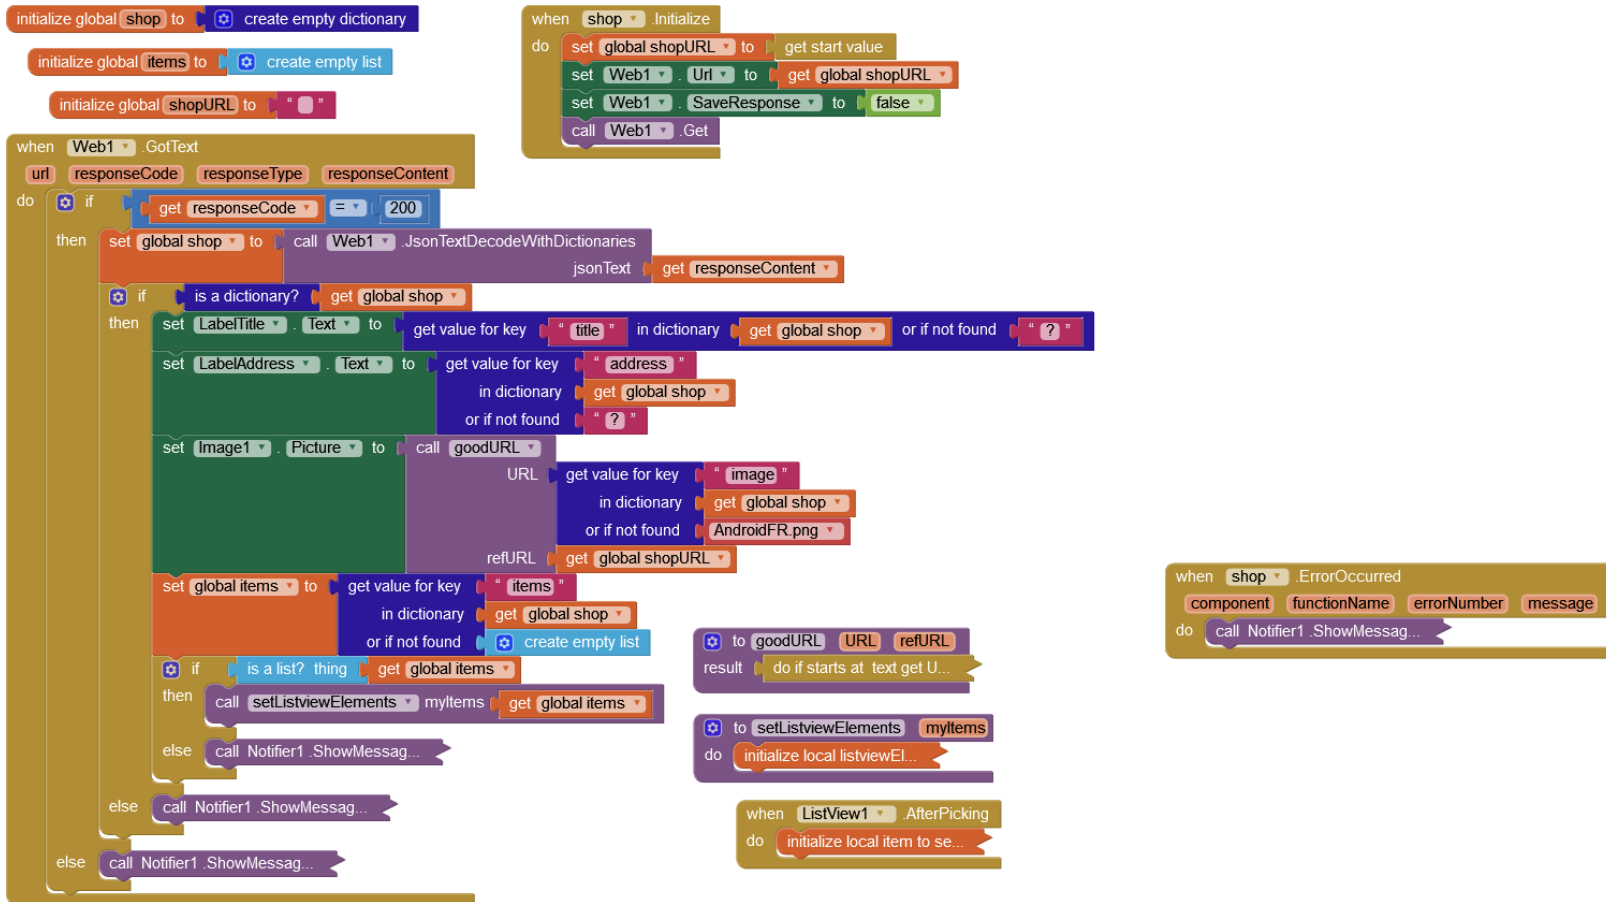 initialize global shop to create empty dictionary
initialize global items to create empty list
initialize global shopURL to “ ”
when shop .Initialize
do set global shopURL to get start value
set Web1 . Url to get global shopURL
set Web1 . SaveResponse to false
call Web1 .Get
when Web1 .GotText
url responseCode responseType responseContent
do if get responseCode = 200
then set global shop to call Web1 .JsonTextDecodeWithDictionaries
jsonText get responseContent
if is a dictionary? get global shop
then set LabelTitle . Text to get value for key “ title ” in dictionary get global shop or if not found “ ? ”
set LabelAddress . Text to get value for key “ address ”
in dictionary get global shop
or if not found “ ? ”
set Image1 . Picture to call goodURL
URL get value for key “ image ”
in dictionary get global shop
or if not found AndroidFR.png
refURL get global shopURL
set global items to get value for key “ items ”
in dictionary get global shop
or if not found create empty list
if is a list? thing get global items
then call setListviewElements myItems get global items
else call Notifier1 .ShowMessag...
else call Notifier1 .ShowMessag...
else call Notifier1 .ShowMessag...
to goodURL URL refURL
result do if starts at text get U...
to setListviewElements myItems
do initialize local listviewEl...
when ListView1 .AfterPicking
do initialize local item to se...
when shop .ErrorOccurred
component functionName errorNumber message
do call Notifier1 .ShowMessag...